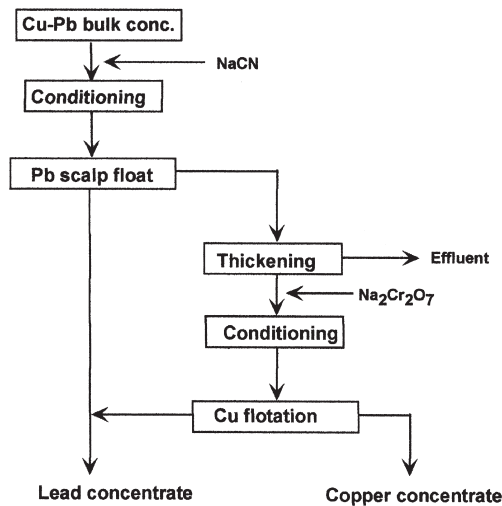 Cu-Pb bulk conc.
NaCN
Conditioning
Pb scalp float
Thickening
Effluent
Na2Cr2O7
Conditioning
Cu flotation
Lead concentrate
Copper concentrate